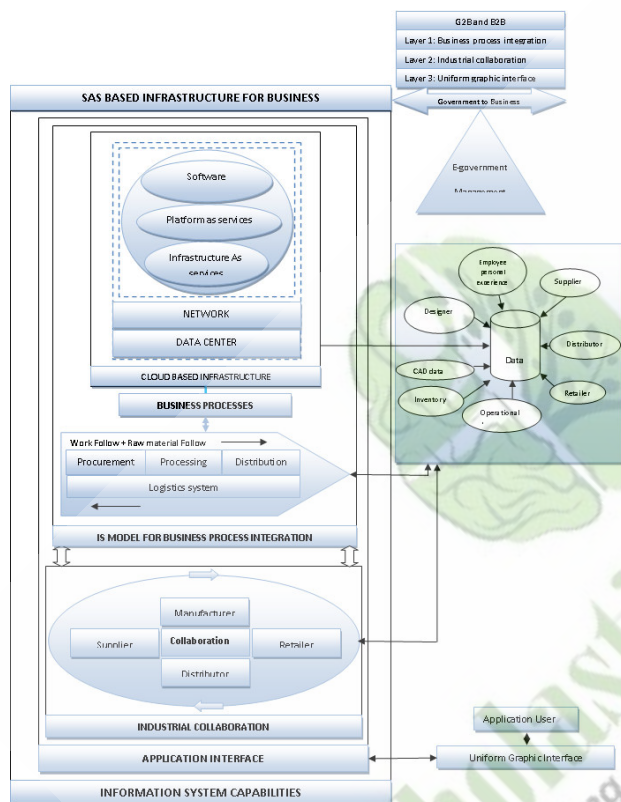 G2Band B2B
Layer 1: Business process integration
Layer 2: Industrial collaboration
Layer 3: Uniform graphic interface
Government to Business
E-government
SAS BASED INFRASTRUCTURE FOR BUSINESS
Software
Platform as services
Infrastructure As
services
NETWORK
DATA CENTER
CLOUD BASED INFRASTRUCTURE
BUSINESS PROCESSES
Work Follow + Raw material Follow
Procurement
Processing
Distribution
Logistics system
IS MODEL FOR BUSINESS PROCESS INTEGRATION
Manufacturer
Supplier
Collaboration
Retailer
Distributor
INDUSTRIAL COLLABORATION
APPLICATION INTERFACE
INFORMATION SYSTEM CAPABILITIES
Employee
personal
experience
Supplier
Designer
Data
Distributor
CAD data
Retailer
Inventory
Operational
Application User
Uniform Graphic Interface